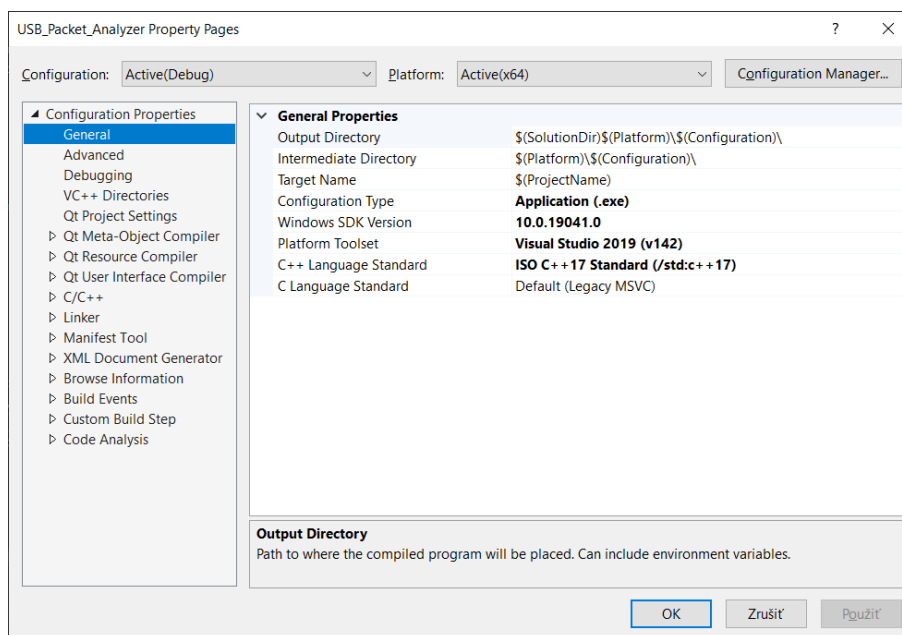 USB_Packet_Analyzer Property Pages
?
Configuration: Active(Debug) Platform: Active(x64) Configuration Manager...
Configuration Properties
General
Advanced
Debugging
VC++ Directories
Qt Project Settings
Qt Meta-Object Compiler
Qt Resource Compiler
Qt User Interface Compiler
C/C++
Linker
Manifest Tool
XML Document Generator
Browse Information
Build Events
Custom Build Step
Code Analysis
General Properties
Output Directory $(SolutionDir)$(Platform)\$(Configuration)\
Intermediate Directory $(Platform)\$(Configuration)\
Target Name $(ProjectName)
Configuration Type Application (.exe)
Windows SDK Version 10.0.19041.0
Platform Toolset Visual Studio 2019 (v142)
C++ Language Standard ISO C++17 Standard (/std:c++17)
C Language Standard Default (Legacy MSVC)
Output Directory
Path to where the compiled program will be placed. Can include environment variables.
OK Zrušiť Použiť